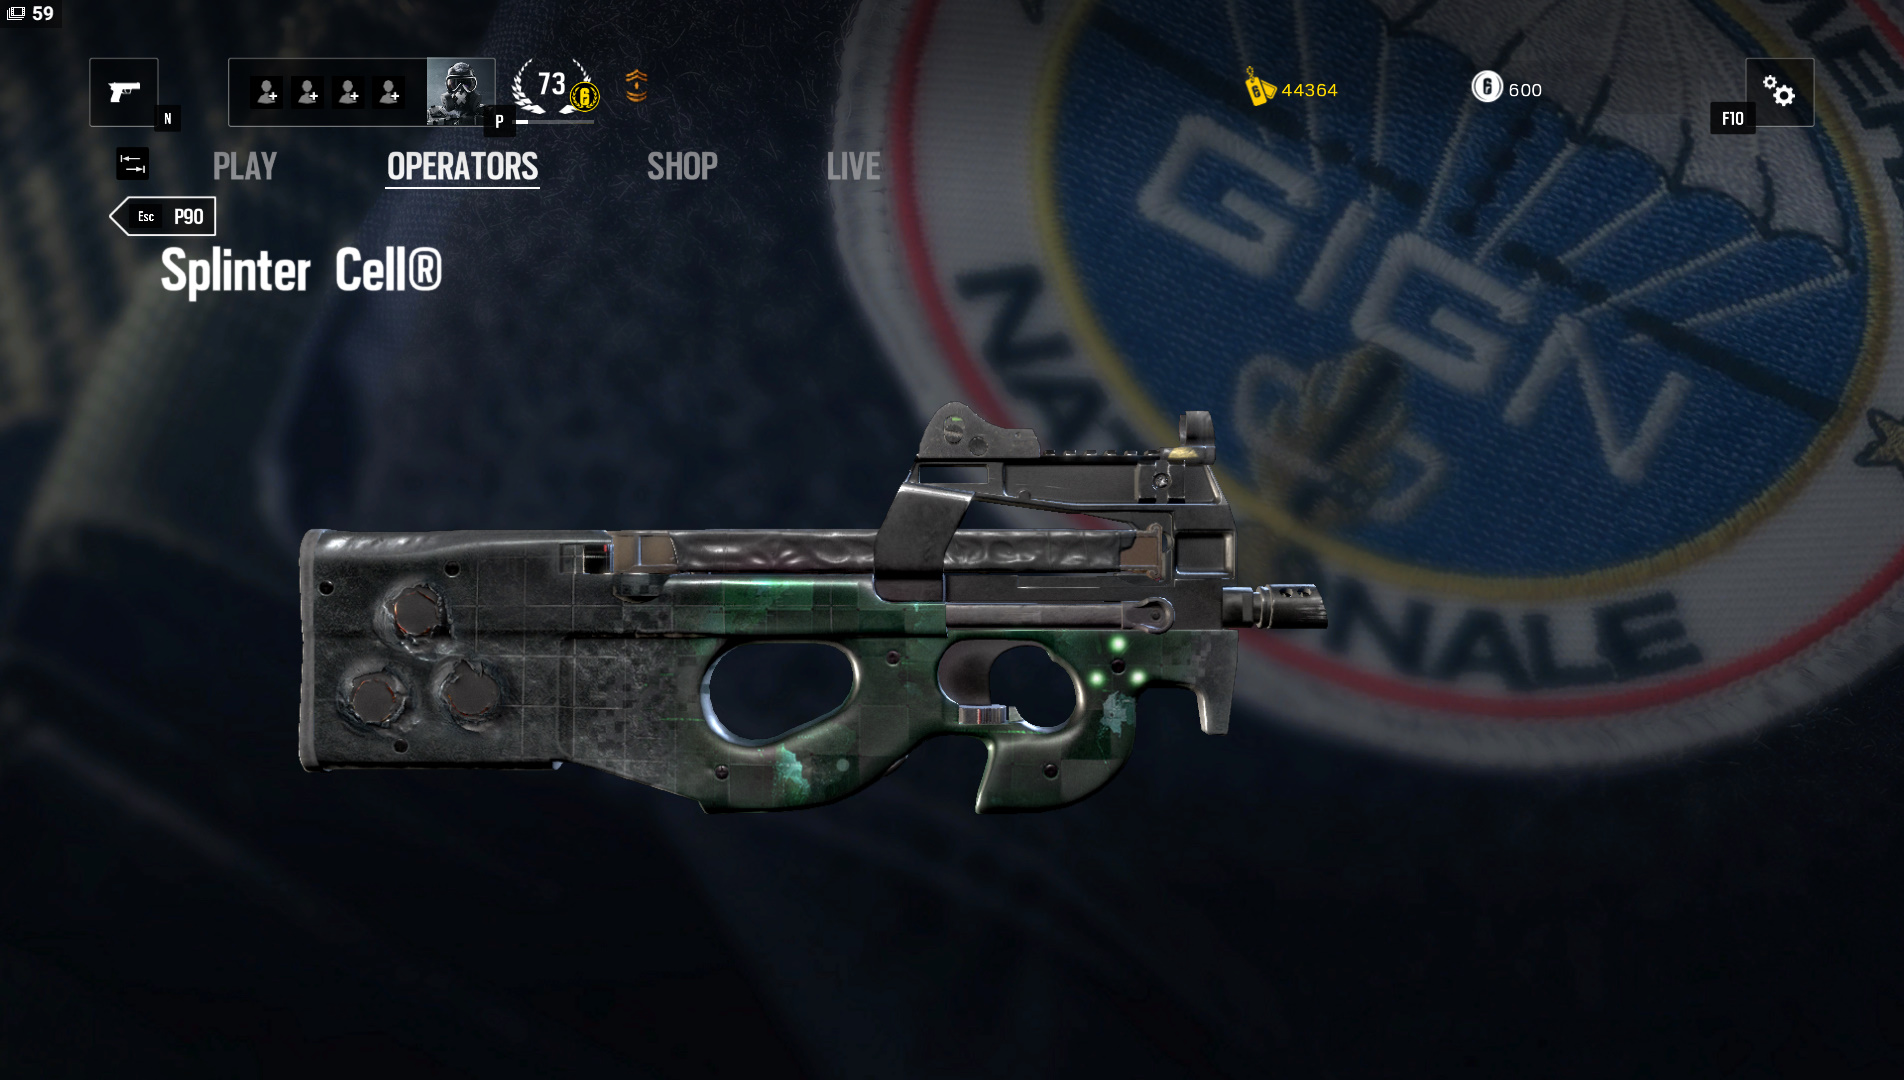 59
N
P
73
44364
600
F10
PLAY OPERATORS SHOP LIVE
Esc P90
Splinter Cell®
GIGN
NALE